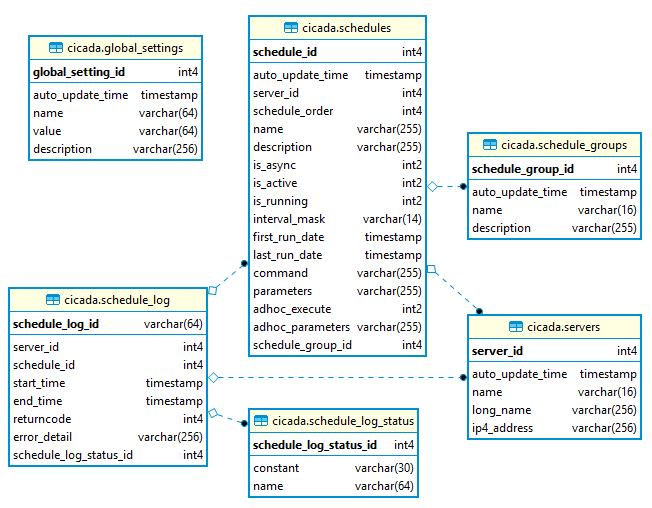 cicada.global_settings
global_setting_id int4
auto_update_time timestamp
name varchar(64)
value varchar(64)
description varchar(256)
cicada.schedules
schedule_id int4
auto_update_time timestamp
server_id int4
schedule_order int4
name varchar(255)
description varchar(255)
is_async int2
is_active int2
is_running int2
interval_mask varchar(14)
first_run_date timestamp
last_run_date timestamp
command varchar(255)
parameters varchar(255)
adhoc_execute int2
adhoc_parameters varchar(255)
schedule_group_id int4
cicada.schedule_groups
schedule_group_id int4
auto_update_time timestamp
name varchar(16)
description varchar(255)
cicada.schedule_log
schedule_log_id varchar(64)
server_id int4
schedule_id int4
start_time timestamp
end_time timestamp
returncode int4
error_detail varchar(256)
schedule_log_status_id int4
cicada.servers
server_id int4
auto_update_time timestamp
name varchar(16)
long_name varchar(256)
ip4_address varchar(256)
cicada.schedule_log_status
schedule_log_status_id int4
constant varchar(30)
name varchar(64)